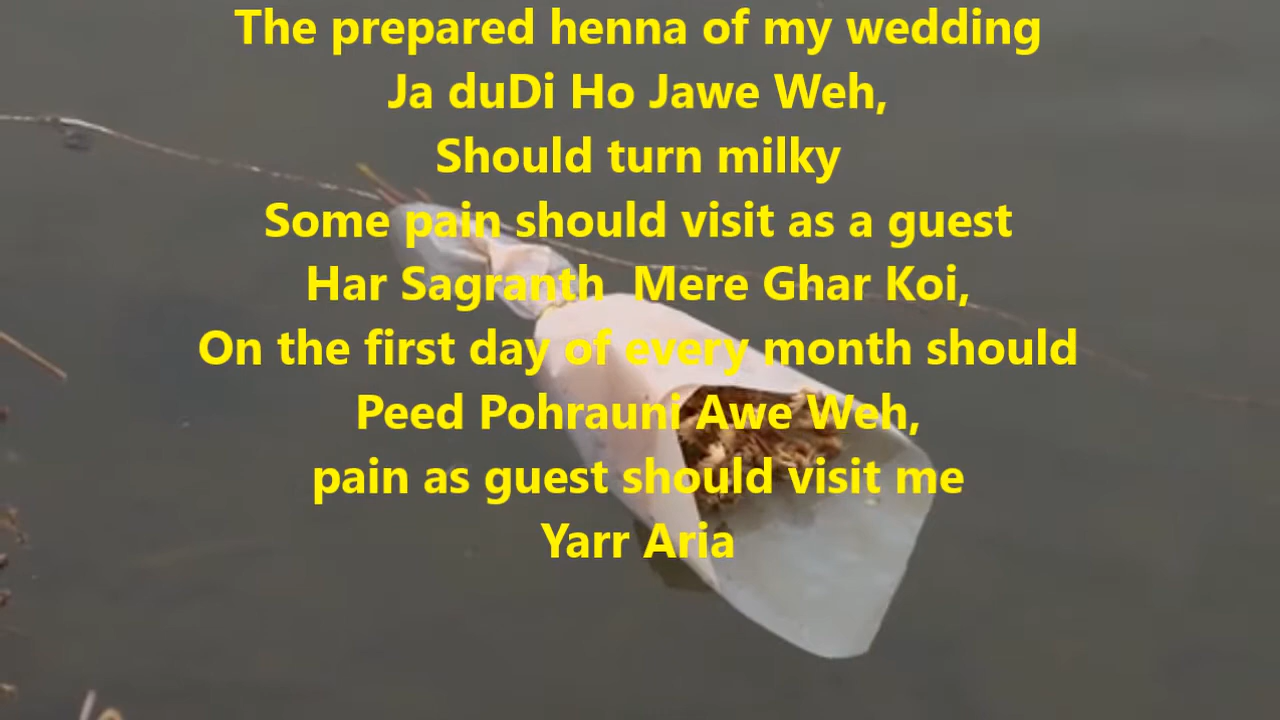 The prepared henna of my wedding
Ja duDi Ho Jawe Weh,
Should turn milky
Some pain should visit as a guest
Har Sagranth  Mere Ghar Koi,
On the first day of every month should
Peed Pohrauni Awe Weh,
pain as guest should visit me
Yarr Aria